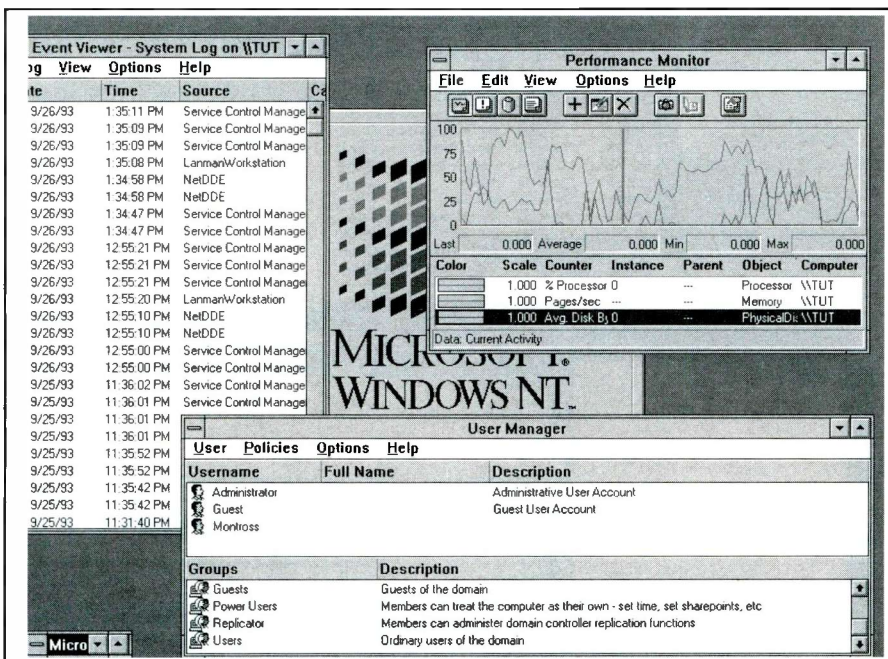 Event Viewer - System Log on \\TUT
og View Options Help
te Time Source Ca
9/26/93 1:35:11 PM Service Control Manage
9/26/93 1:35:09 PM Service Control Manage
9/26/93 1:35:09 PM Service Control Manage
9/26/93 1:35:08 PM LanmanWorkstation
9/26/93 1:34:58 PM NetDDE
9/26/93 1:34:58 PM NetDDE
9/26/93 1:34:47 PM Service Control Manage
9/26/93 1:34:47 PM Service Control Manage
9/26/93 12:55:21 PM Service Control Manage
9/26/93 12:55:21 PM Service Control Manage
9/26/93 12:55:21 PM Service Control Manage
9/26/93 12:55:20 PM LanmanWorkstation
9/26/93 12:55:10 PM NetDDE
9/26/93 12:55:10 PM NetDDE
9/26/93 12:55:00 PM Service Control Manage
9/26/93 12:55:00 PM Service Control Manage
9/25/93 11:36:02 PM Service Control Manage
9/25/93 11:36:01 PM Service Control Manage
9/25/93 11:36:01 PM
9/25/93 11:36:01 PM
9/25/93 11:35:52 PM
9/25/93 11:35:52 PM
9/25/93 11:35:42 PM
9/25/93 11:35:42 PM
9/25/93 11:31:40 PM
Performance Monitor
File Edit View Options Help
100
75
50
25
0
Last 0.000 Average 0.000 Min 0.000 Max 0.000
Color Scale Counter Instance Parent Object Computer
1.000 % Processor 0 --- Processor \\TUT
1.000 Pages/sec --- --- Memory \\TUT
1.000 Avg. Disk By 0 --- PhysicalDis \\TUT
Data: Current Activity
MICROSOFT®
WINDOWS NT™
User Manager
User Policies Options Help
Username Full Name Description
Administrator Administrative User Account
Guest Guest User Account
Montross
Groups Description
Guests Guests of the domain
Power Users Members can treat the computer as their own - set time, set sharepoints, etc
Replicator Members can administer domain controller replication functions
Users Ordinary users of the domain
Micro